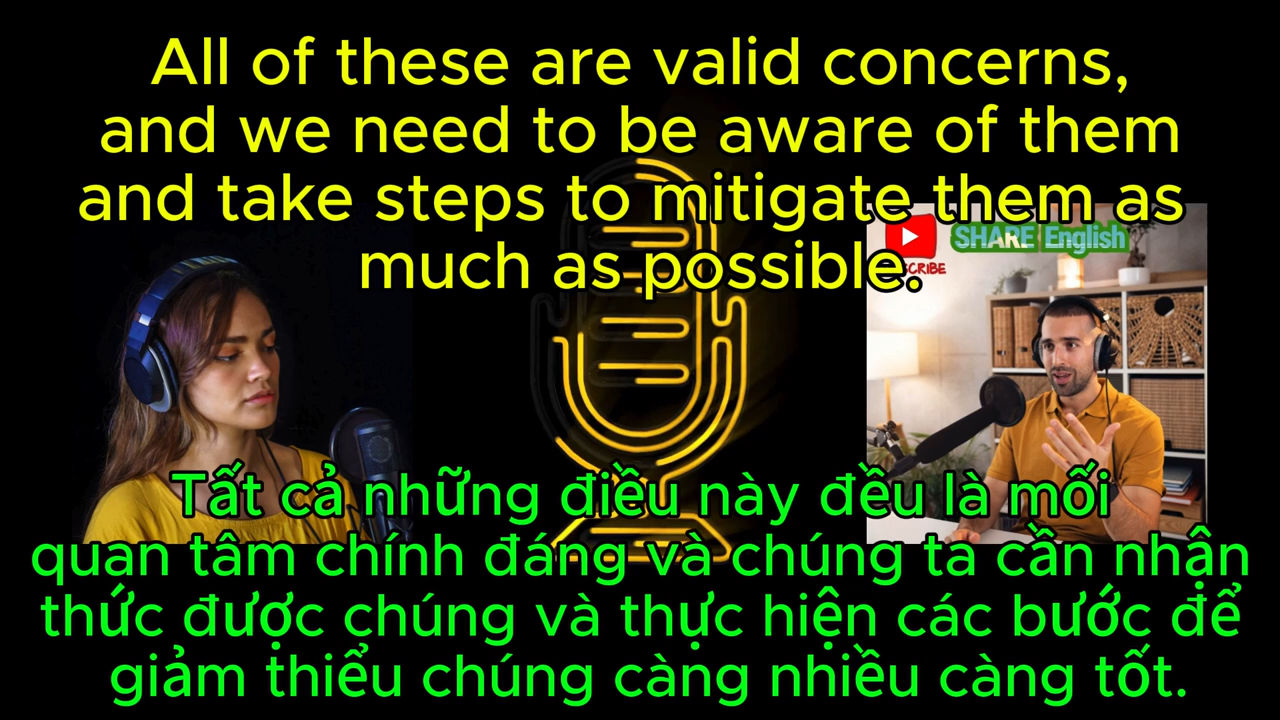 All of these are valid concerns,
and we need to be aware of them
and take steps to mitigate them as
much as possible.
SHARE English
Tất cả những điều này đều là mối
quan tâm chính đáng và chúng ta cần nhận
thức được chúng và thực hiện các bước để
giảm thiểu chúng càng nhiều càng tốt.